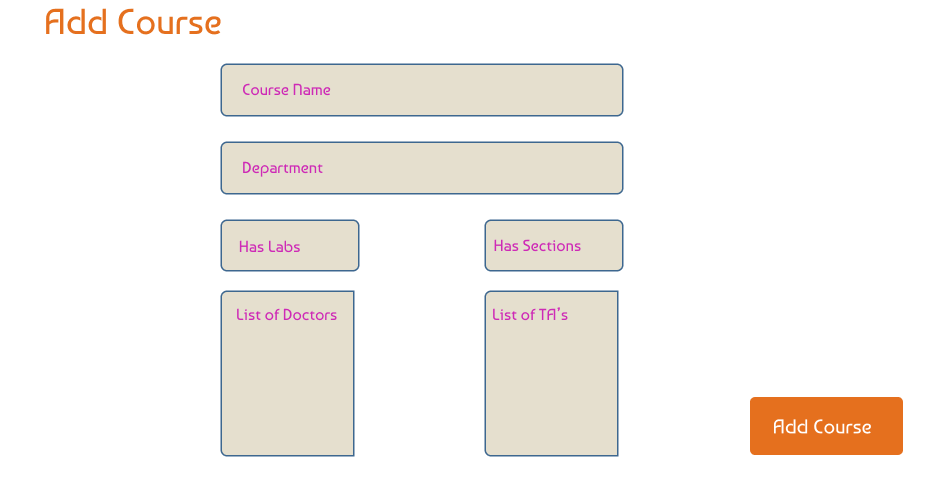 Add Course
Course Name
Department
Has Labs
Has Sections
List of Doctors
List of TA's
Add Course